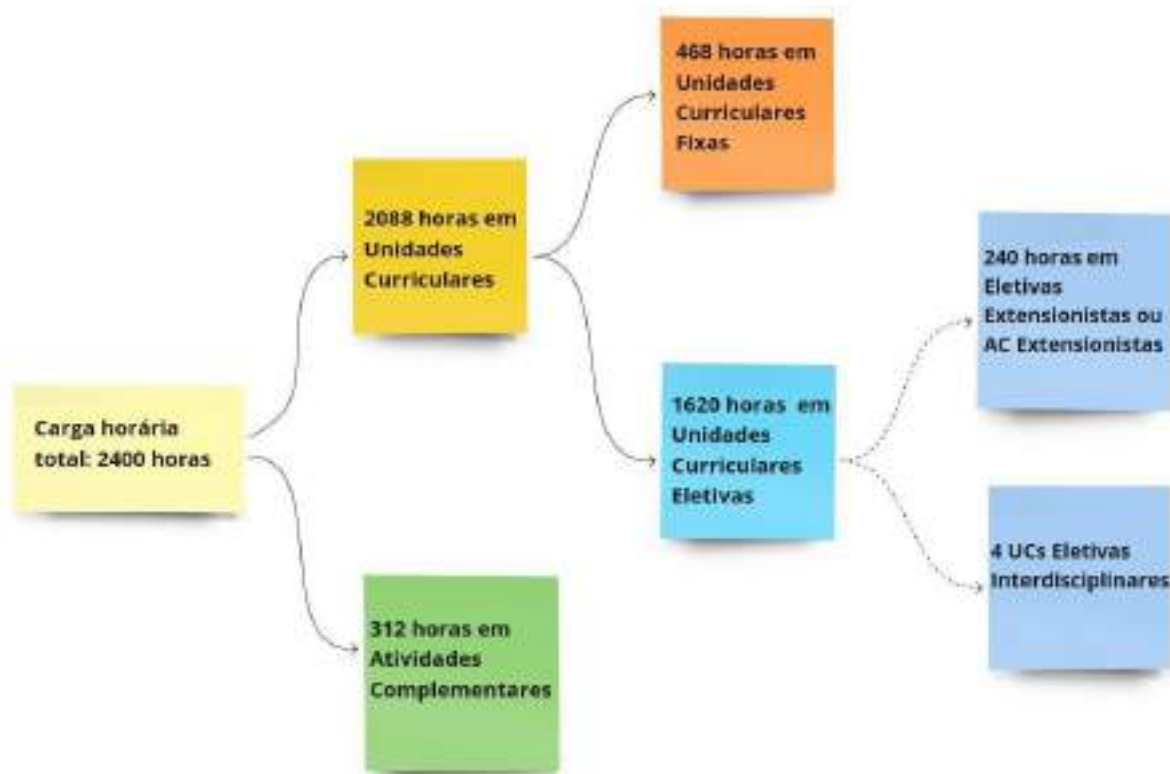 468 horas em
Unidades
Curriculares
Fixas
2088 horas em
Unidades
Curriculares
240 horas em
Eletivas
Extensionistas ou
AC Extensionistas
Carga horária
total: 2400 horas
1620 horas em
Unidades
Curriculares
Eletivas
4 UCs Eletivas
Interdisciplinares
312 horas em
Atividades
Complementares